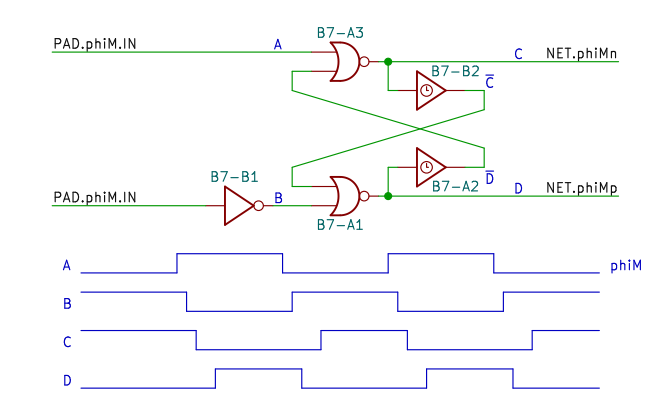 B7-A3
PAD.phiM.IN A C NET.phiMn
B7-B2
C̅
B7-B1
B7-A2
D̅
PAD.phiM.IN B D NET.phiMp
B7-A1
A phiM
B
C
D